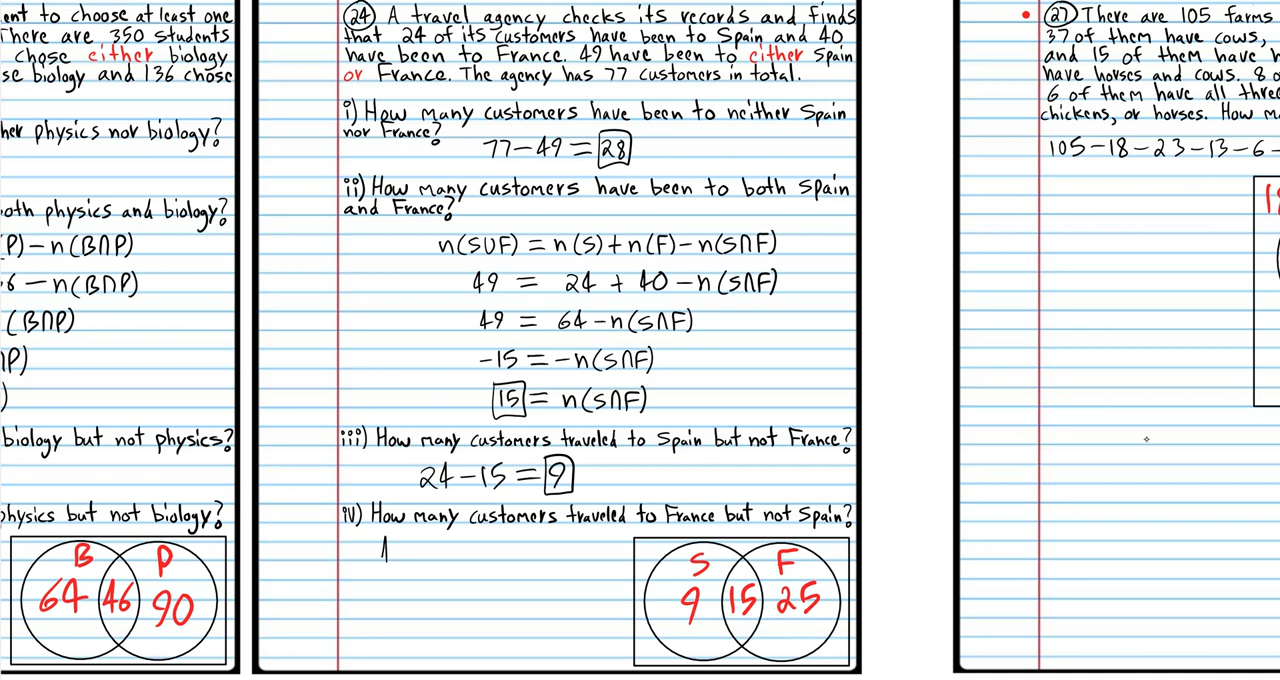 ent to choose at least one
There are 350 students
chose either biology
se biology and 136 chose
her physics nor biology?
oth physics and biology?
P) – n(B∩P)
6 – n(B∩P)
(B∩P)
∩P)
)
biology but not physics?
physics but not biology?
B P
64 46 90
24 A travel agency checks its records and finds
that 24 of its customers have been to Spain and 40
have been to France. 49 have been to either Spain
or France. The agency has 77 customers in total.
i) How many customers have been to neither Spain
nor France?
77 – 49 = 28
ii) How many customers have been to both Spain
and France?
n(S∪F) = n(S) + n(F) – n(S∩F)
49 = 24 + 40 – n(S∩F)
49 = 64 – n(S∩F)
-15 = – n(S∩F)
15 = n(S∩F)
iii) How many customers traveled to Spain but not France?
24 – 15 = 9
iv) How many customers traveled to France but not Spain?
S F
9 15 25
27 There are 105 farms
37 of them have cows,
and 15 of them have h
have horses and cows. 8 o
6 of them have all three
chickens, or horses. How m
105 – 18 – 23 – 13 – 6 –